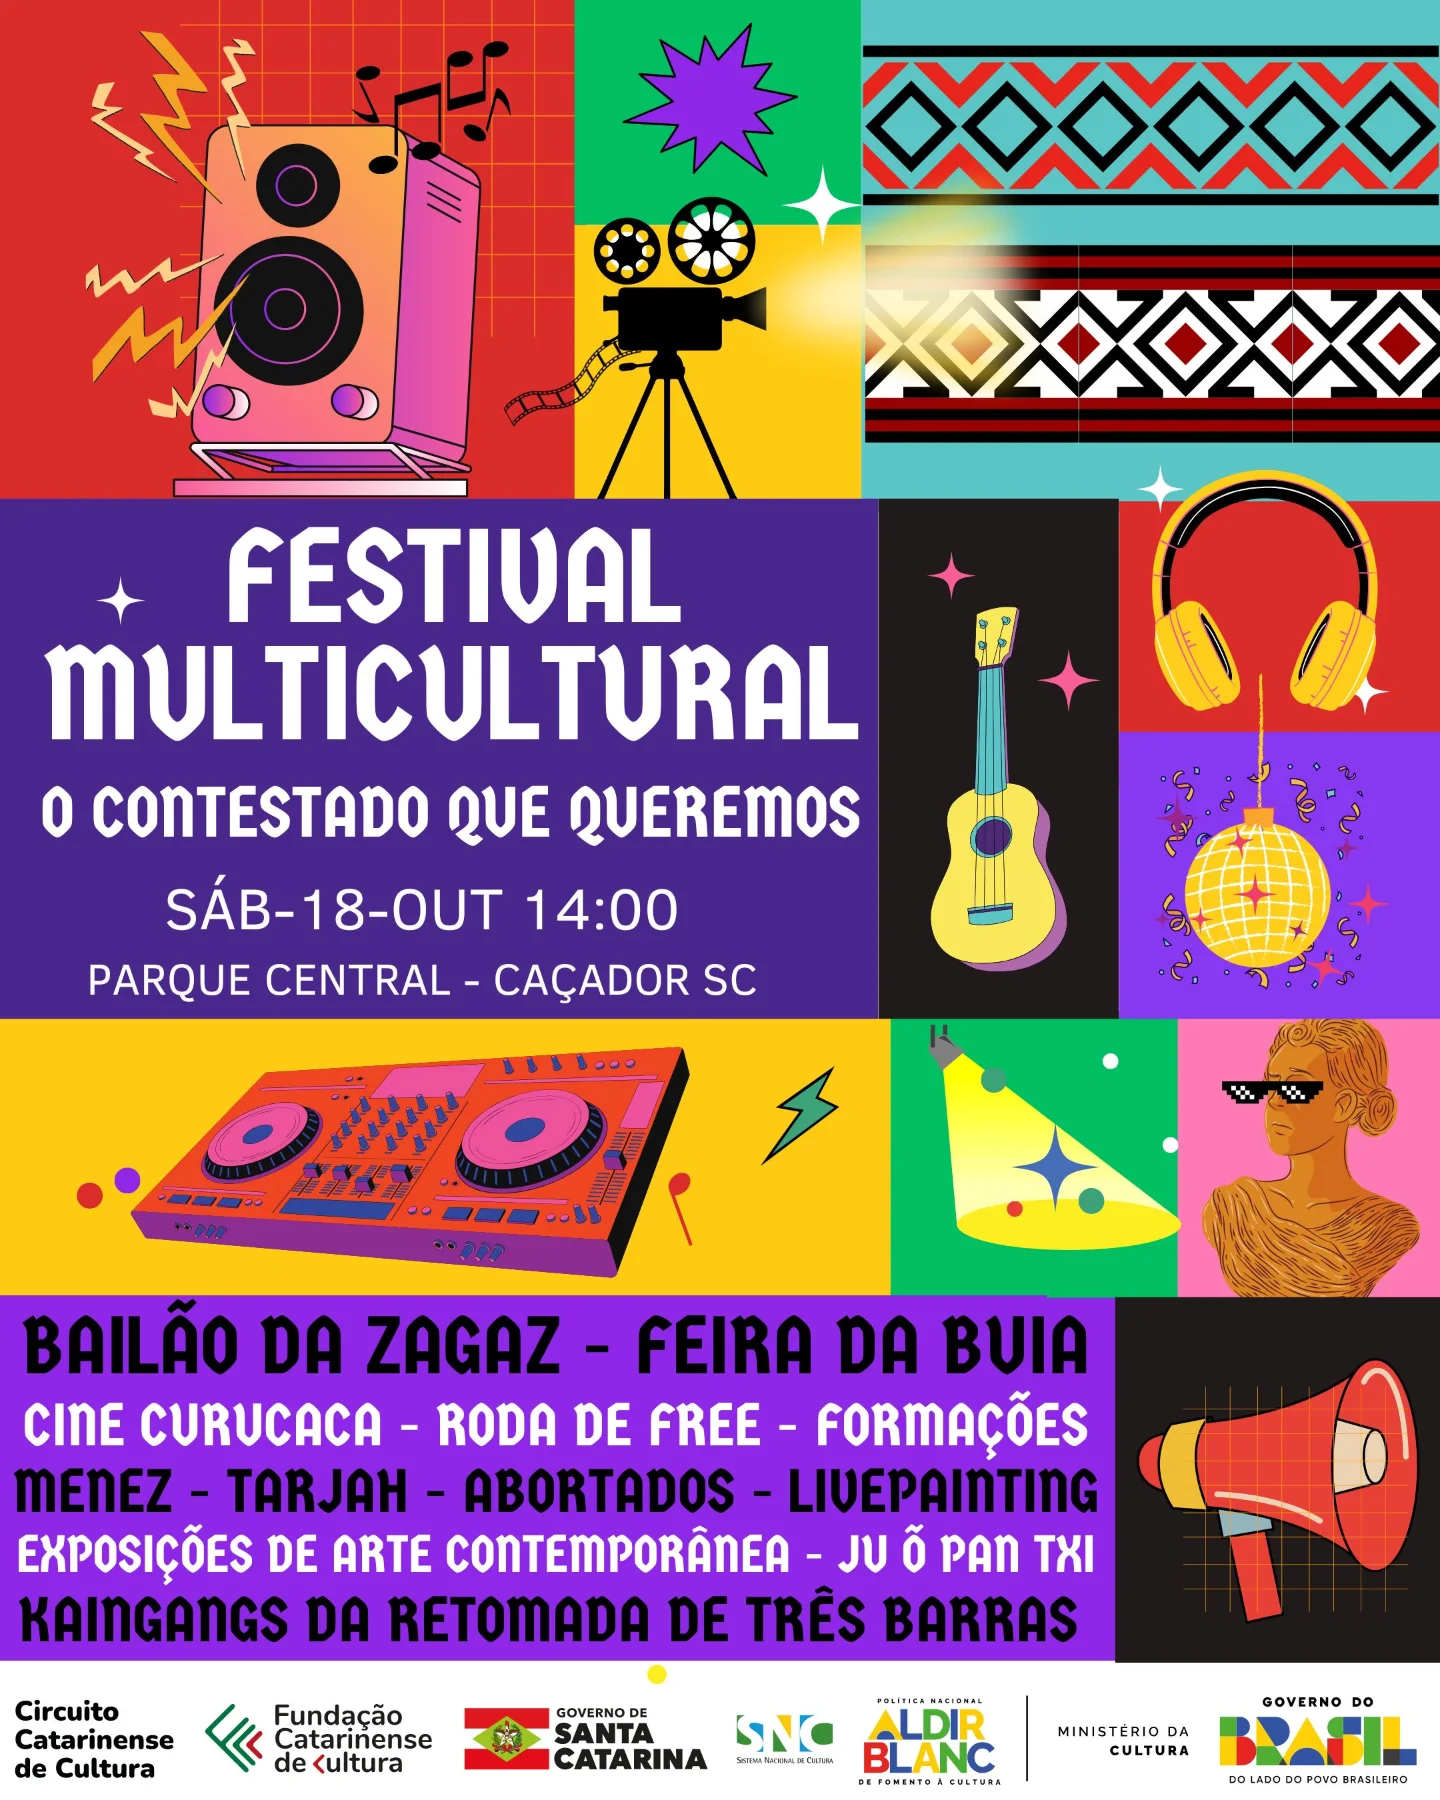 FESTIVAL
MULTICULTURAL
O CONTESTADO QUE QUEREMOS
SÁB-18-OUT 14:00
PARQUE CENTRAL - CAÇADOR SC
BAILÃO DA ZAGAZ - FEIRA DA BUIA
CINE CURUCACA - RODA DE FREE - FORMAÇÕES
MENEZ - TARJAH - ABORTADOS - LIVEPAINTING
EXPOSIÇÕES DE ARTE CONTEMPORÂNEA - JU Õ PAN TXI
KAINGANGS DA RETOMADA DE TRÊS BARRAS
Circuito
Catarinense
de Cultura
Fundação
Catarinense
de cultura
GOVERNO DE
SANTA
CATARINA
SNC
SISTEMA NACIONAL DE CULTURA
POLÍTICA NACIONAL
ALDIR
BLANC
DE FOMENTO À CULTURA
MINISTÉRIO DA
CULTURA
GOVERNO DO
BRASIL
DO LADO DO POVO BRASILEIRO